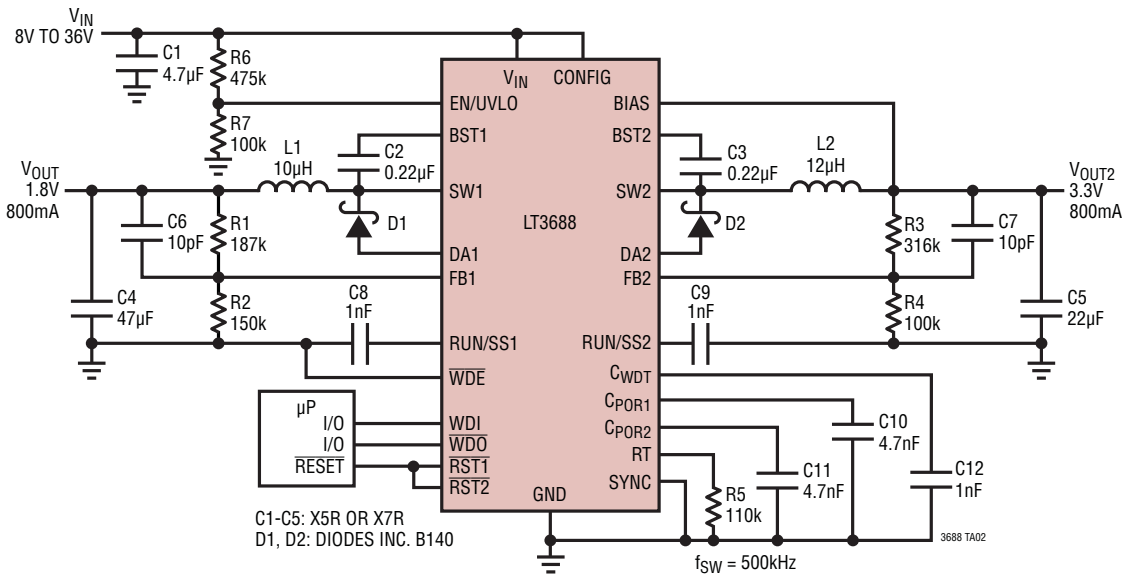 VIN
8V TO 36V
C1
4.7µF
R6
475k
R7
100k
VIN
CONFIG
EN/UVLO
BIAS
BST1
BST2
L1
10µH
C2
0.22µF
C3
0.22µF
L2
12µH
VOUT
1.8V
800mA
SW1
SW2
VOUT2
3.3V
800mA
LT3688
C6
10pF
R1
187k
D1
D2
R3
316k
C7
10pF
DA1
DA2
FB1
FB2
C4
47µF
R2
150k
C8
1nF
C9
1nF
R4
100k
C5
22µF
RUN/SS1
RUN/SS2
WDE
CWDT
µP
I/O
I/O
RESET
WDI
WDO
RST1
RST2
CPOR1
CPOR2
RT
SYNC
GND
C10
4.7nF
C11
4.7nF
C12
1nF
R5
110k
C1-C5: X5R OR X7R
D1, D2: DIODES INC. B140
fSW = 500kHz
3688 TA02